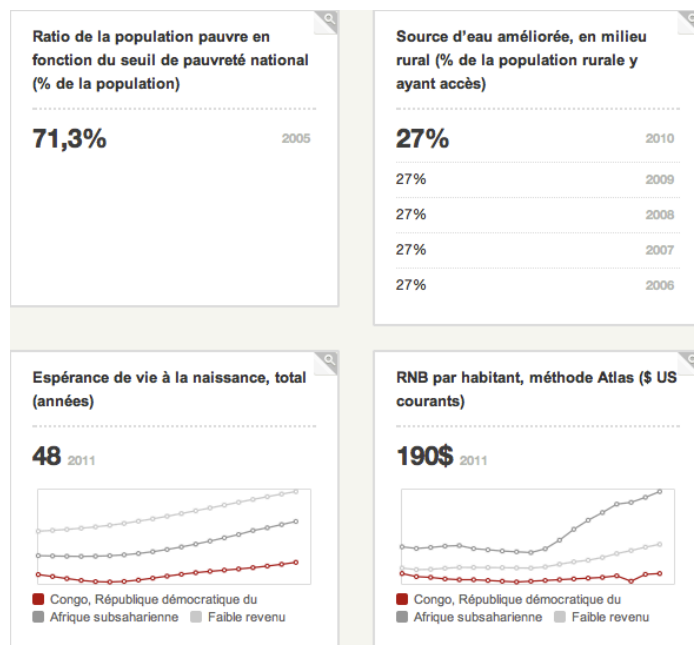 Ratio de la population pauvre en
fonction du seuil de pauvreté national
(% de la population)
71,3% 2005
Source d’eau améliorée, en milieu
rural (% de la population rurale y
ayant accès)
27% 2010
27% 2009
27% 2008
27% 2007
27% 2006
Espérance de vie à la naissance, total
(années)
48 2011
Congo, République démocratique du
Afrique subsaharienne Faible revenu
RNB par habitant, méthode Atlas ($ US
courants)
190$ 2011
Congo, République démocratique du
Afrique subsaharienne Faible revenu